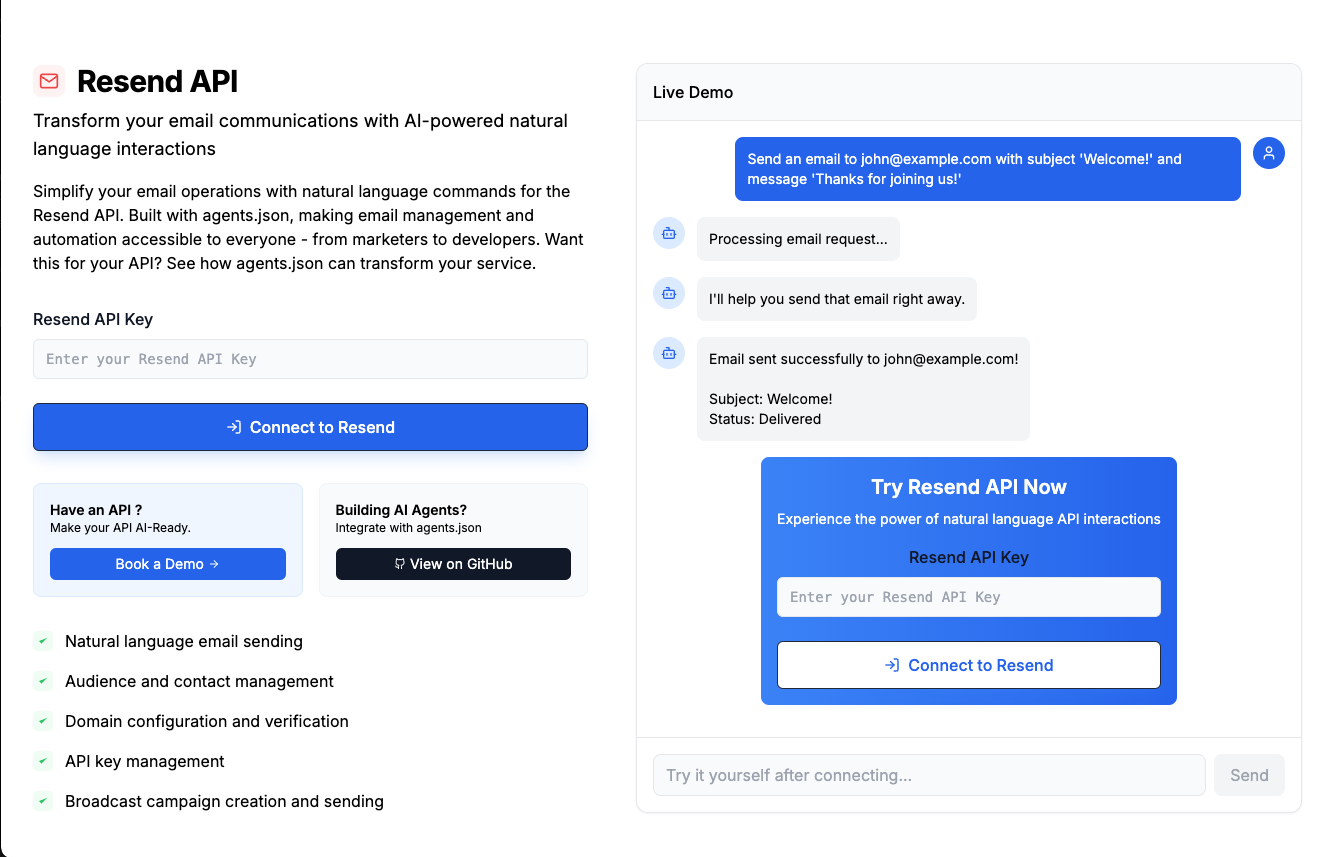 Resend API
Transform your email communications with AI-powered natural
language interactions
Simplify your email operations with natural language commands for the
Resend API. Built with agents.json, making email management and
automation accessible to everyone - from marketers to developers. Want
this for your API? See how agents.json can transform your service.
Resend API Key
Enter your Resend API Key
Connect to Resend
Have an API ?
Make your API AI-Ready.
Book a Demo →
Building AI Agents?
Integrate with agents.json
View on GitHub
Natural language email sending
Audience and contact management
Domain configuration and verification
API key management
Broadcast campaign creation and sending
Live Demo
Send an email to john@example.com with subject 'Welcome!' and
message 'Thanks for joining us!'
Processing email request...
I'll help you send that email right away.
Email sent successfully to john@example.com!
Subject: Welcome!
Status: Delivered
Try Resend API Now
Experience the power of natural language API interactions
Resend API Key
Enter your Resend API Key
Connect to Resend
Try it yourself after connecting...
Send